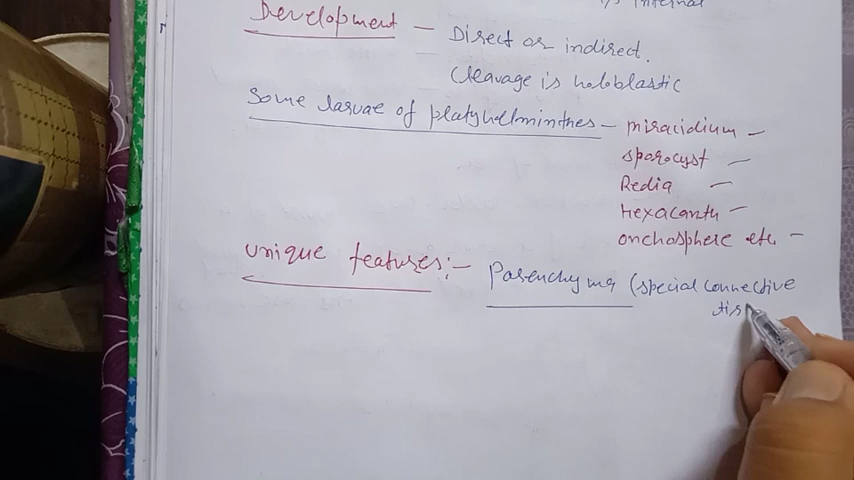 Internal
Development - Direct or indirect.
Cleavage is holoblastic
Some larvae of platyhelminthes - miracidium -
sporocyst -
Redia -
Hexacanth -
onchosphere etc. -
Unique features:- Parenchyma (special connective
tis